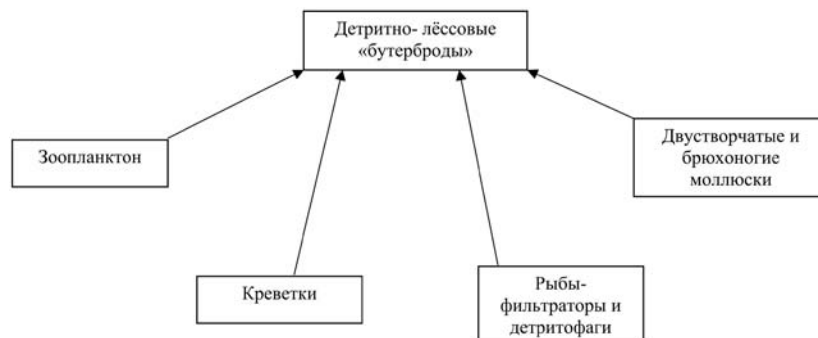 Детритно- лёссовые
«бутерброды»
Зоопланктон
Двустворчатые и
брюхоногие
моллюски
Креветки
Рыбы-
фильтраторы и
детритофаги